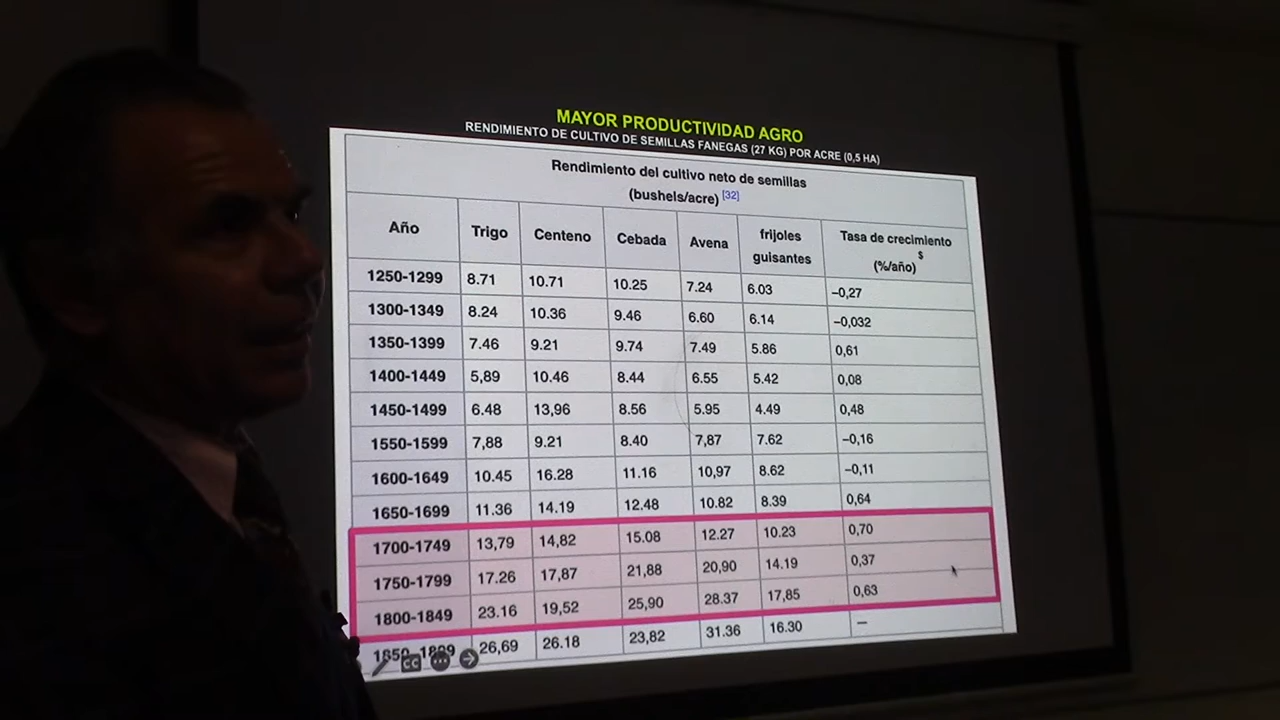 MAYOR PRODUCTIVIDAD AGRO
RENDIMIENTO DE CULTIVO DE SEMILLAS FANEGAS (27 KG) POR ACRE (0,5 HA)
Rendimiento del cultivo neto de semillas
(bushels/acre) [32]
Año Trigo Centeno Cebada Avena frijoles guisantes Tasa de crecimiento $ (%/año)
1250-1299 8.71 10.71 10.25 7.24 6.03 –0,27
1300-1349 8.24 10.36 9.46 6.60 6.14 –0,032
1350-1399 7.46 9.21 9.74 7.49 5.86 0,61
1400-1449 5,89 10.46 8.44 6.55 5.42 0,08
1450-1499 6.48 13,96 8.56 5.95 4.49 0,48
1550-1599 7,88 9.21 8.40 7,87 7.62 –0,16
1600-1649 10.45 16.28 11.16 10,97 8.62 –0,11
1650-1699 11.36 14.19 12.48 10.82 8.39 0,64
1700-1749 13,79 14,82 15.08 12.27 10.23 0,70
1750-1799 17.26 17,87 21,88 20,90 14.19 0,37
1800-1849 23.16 19,52 25,90 28.37 17,85 0,63
1850-1899 26,69 26.18 23,82 31.36 16.30 –
CC